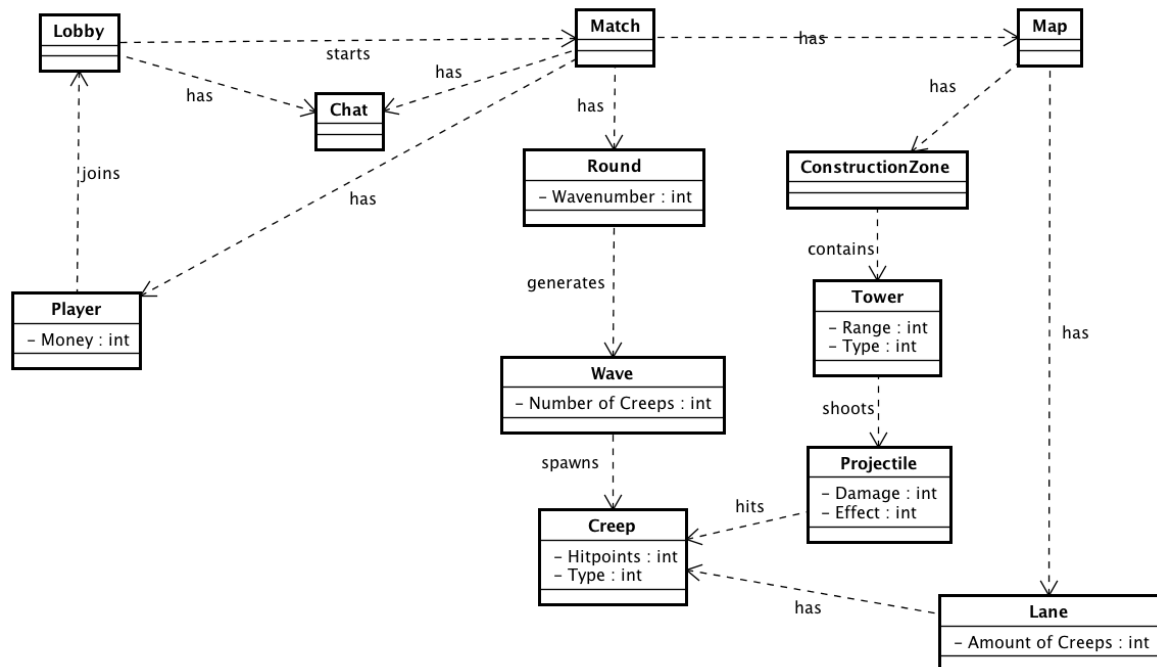 Lobby
Match
Map
starts
has
has
has
has
Chat
has
Round
- Wavenumber : int
ConstructionZone
joins
has
contains
generates
Player
- Money : int
Tower
- Range : int
- Type : int
has
Wave
- Number of Creeps : int
shoots
spawns
Projectile
- Damage : int
- Effect : int
hits
Creep
- Hitpoints : int
- Type : int
has
Lane
- Amount of Creeps : int